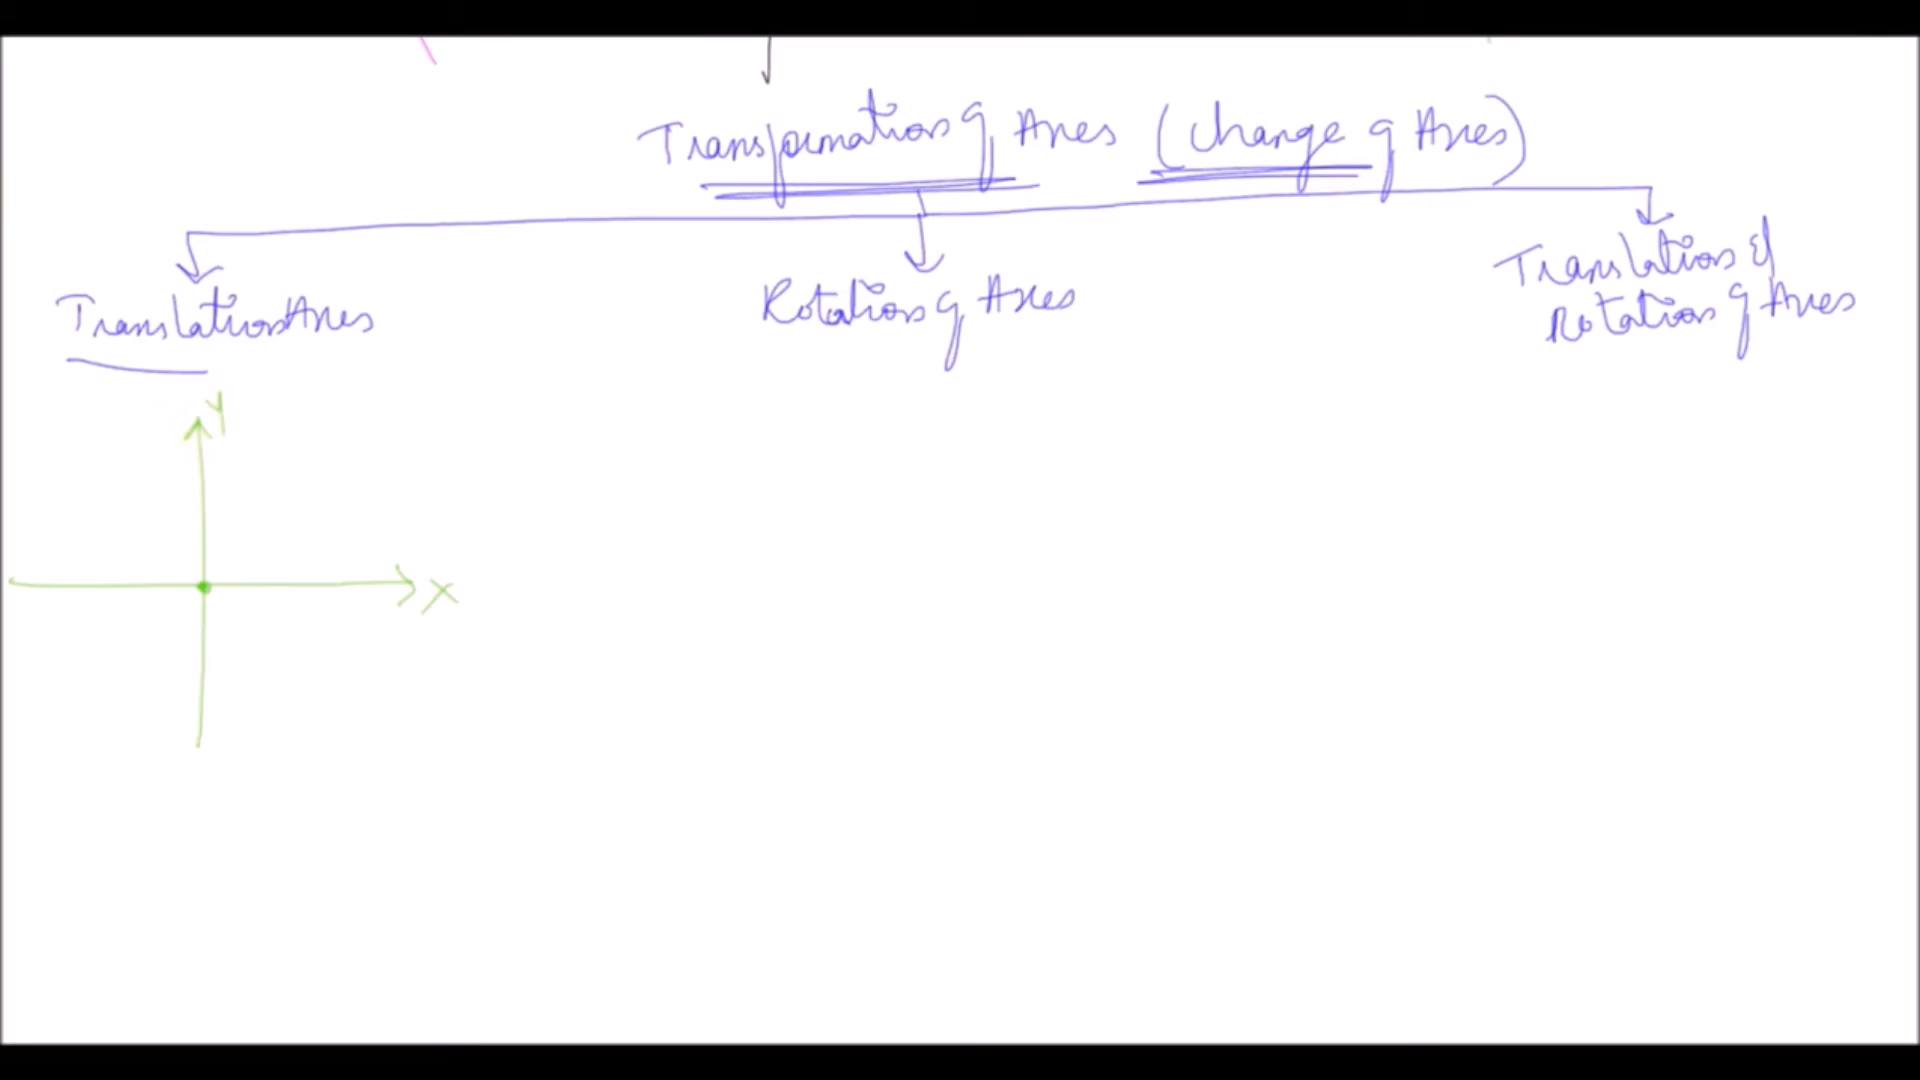 Transformation of Axes (Change of Axes)
Translation Axes
Rotation of Axes
Translation &
Rotation of Axes
Y
X